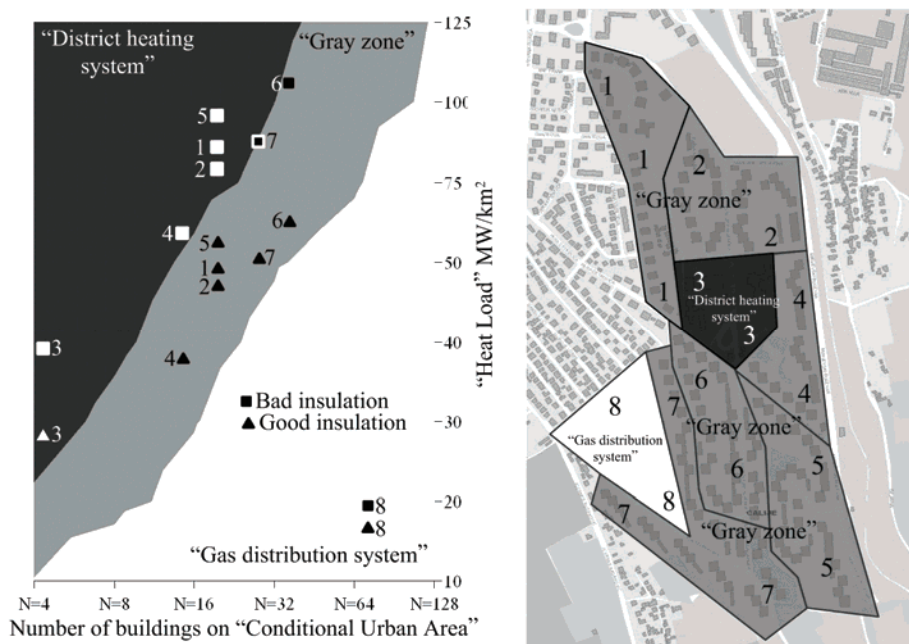 "District heating
system"
"Gray zone"
6
5
1
7
2
4
6
5
1
7
2
3
4
3
Bad insulation
Good insulation
8
8
"Gas distribution
system"
125
100
75
50
40
30
20
10
"Heat Load" MW/km²
N=4 N=8 N=16 N=32 N=64 N=128
Number of buildings on "Conditional Urban Area"
1
1
2
"Gray zone"
2
1
3
"District heating
system"
3
4
6
4
8
7
"Gray zone"
"Gas distribution
system"
6
5
8
7
"Gray zone"
5
7